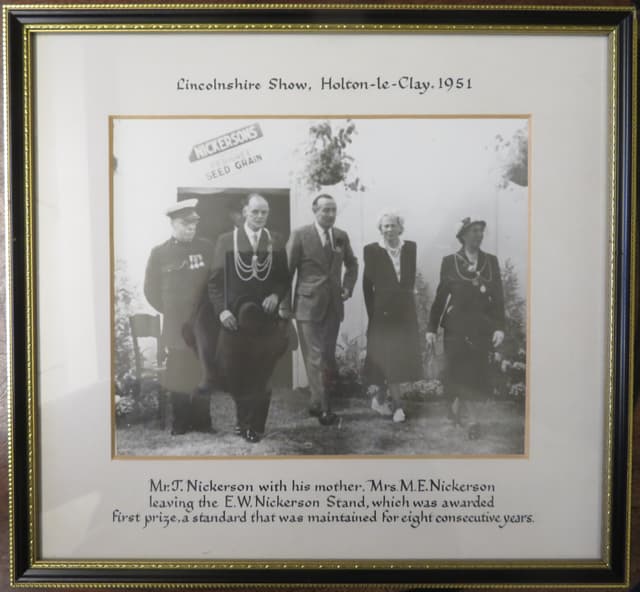 Lincolnshire Show, Holton-le-Clay. 1951
NICKERSONS
SEED GRAIN
Mr. T. Nickerson with his mother. Mrs. M.E. Nickerson
leaving the E.W. Nickerson Stand, which was awarded
first prize, a standard that was maintained for eight consecutive years.